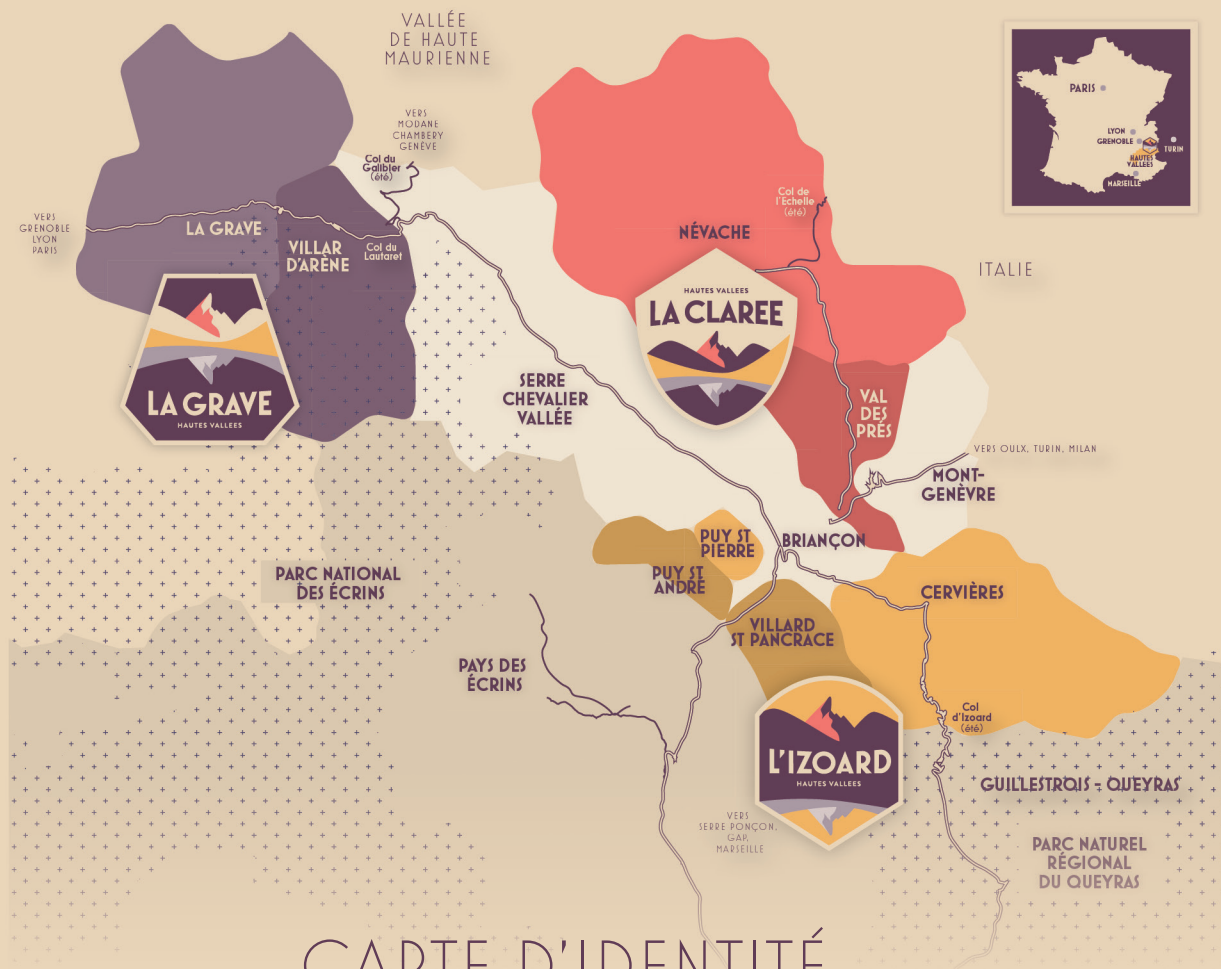 VALLÉE
DE HAUTE
MAURIENNE
VERS
MODANE
CHAMBERY
GENÈVE
Col du
Galibier
(été)
VERS
GRENOBLE
LYON
PARIS
LA GRAVE
VILLAR
D'ARÈNE
Col du
Lautaret
LA GRAVE
HAUTES VALLEES
PARIS
LYON
GRENOBLE
TURIN
HAUTES
VALLEES
MARSEILLE
Col de
l'Echelle
(été)
NÉVACHE
ITALIE
HAUTES VALLEES
LA CLAREE
SERRE
CHEVALIER
VALLÉE
VAL
DES
PRÉS
VERS OULX, TURIN, MILAN
MONT-
GENÈVRE
PUY ST
PIERRE
BRIANÇON
PUY ST
ANDRÉ
CERVIÈRES
PARC NATIONAL
DES ÉCRINS
VILLARD
ST PANCRACE
PAYS DES
ÉCRINS
Col
d'Izoard
(été)
L'IZOARD
HAUTES VALLEES
GUILLESTROIS - QUEYRAS
VERS
SERRE PONÇON,
GAP,
MARSEILLE
PARC NATUREL
RÉGIONAL
DU QUEYRAS
CARTE D'IDENTITÉ